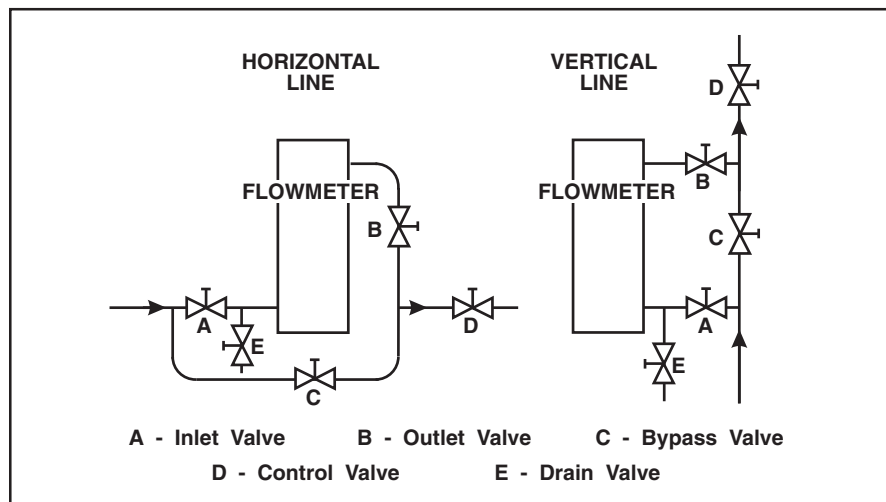 HORIZONTAL
LINE
FLOWMETER
B
A
E
D
C
VERTICAL
LINE
D
B
FLOWMETER
C
A
E
A - Inlet Valve B - Outlet Valve C - Bypass Valve
D - Control Valve E - Drain Valve